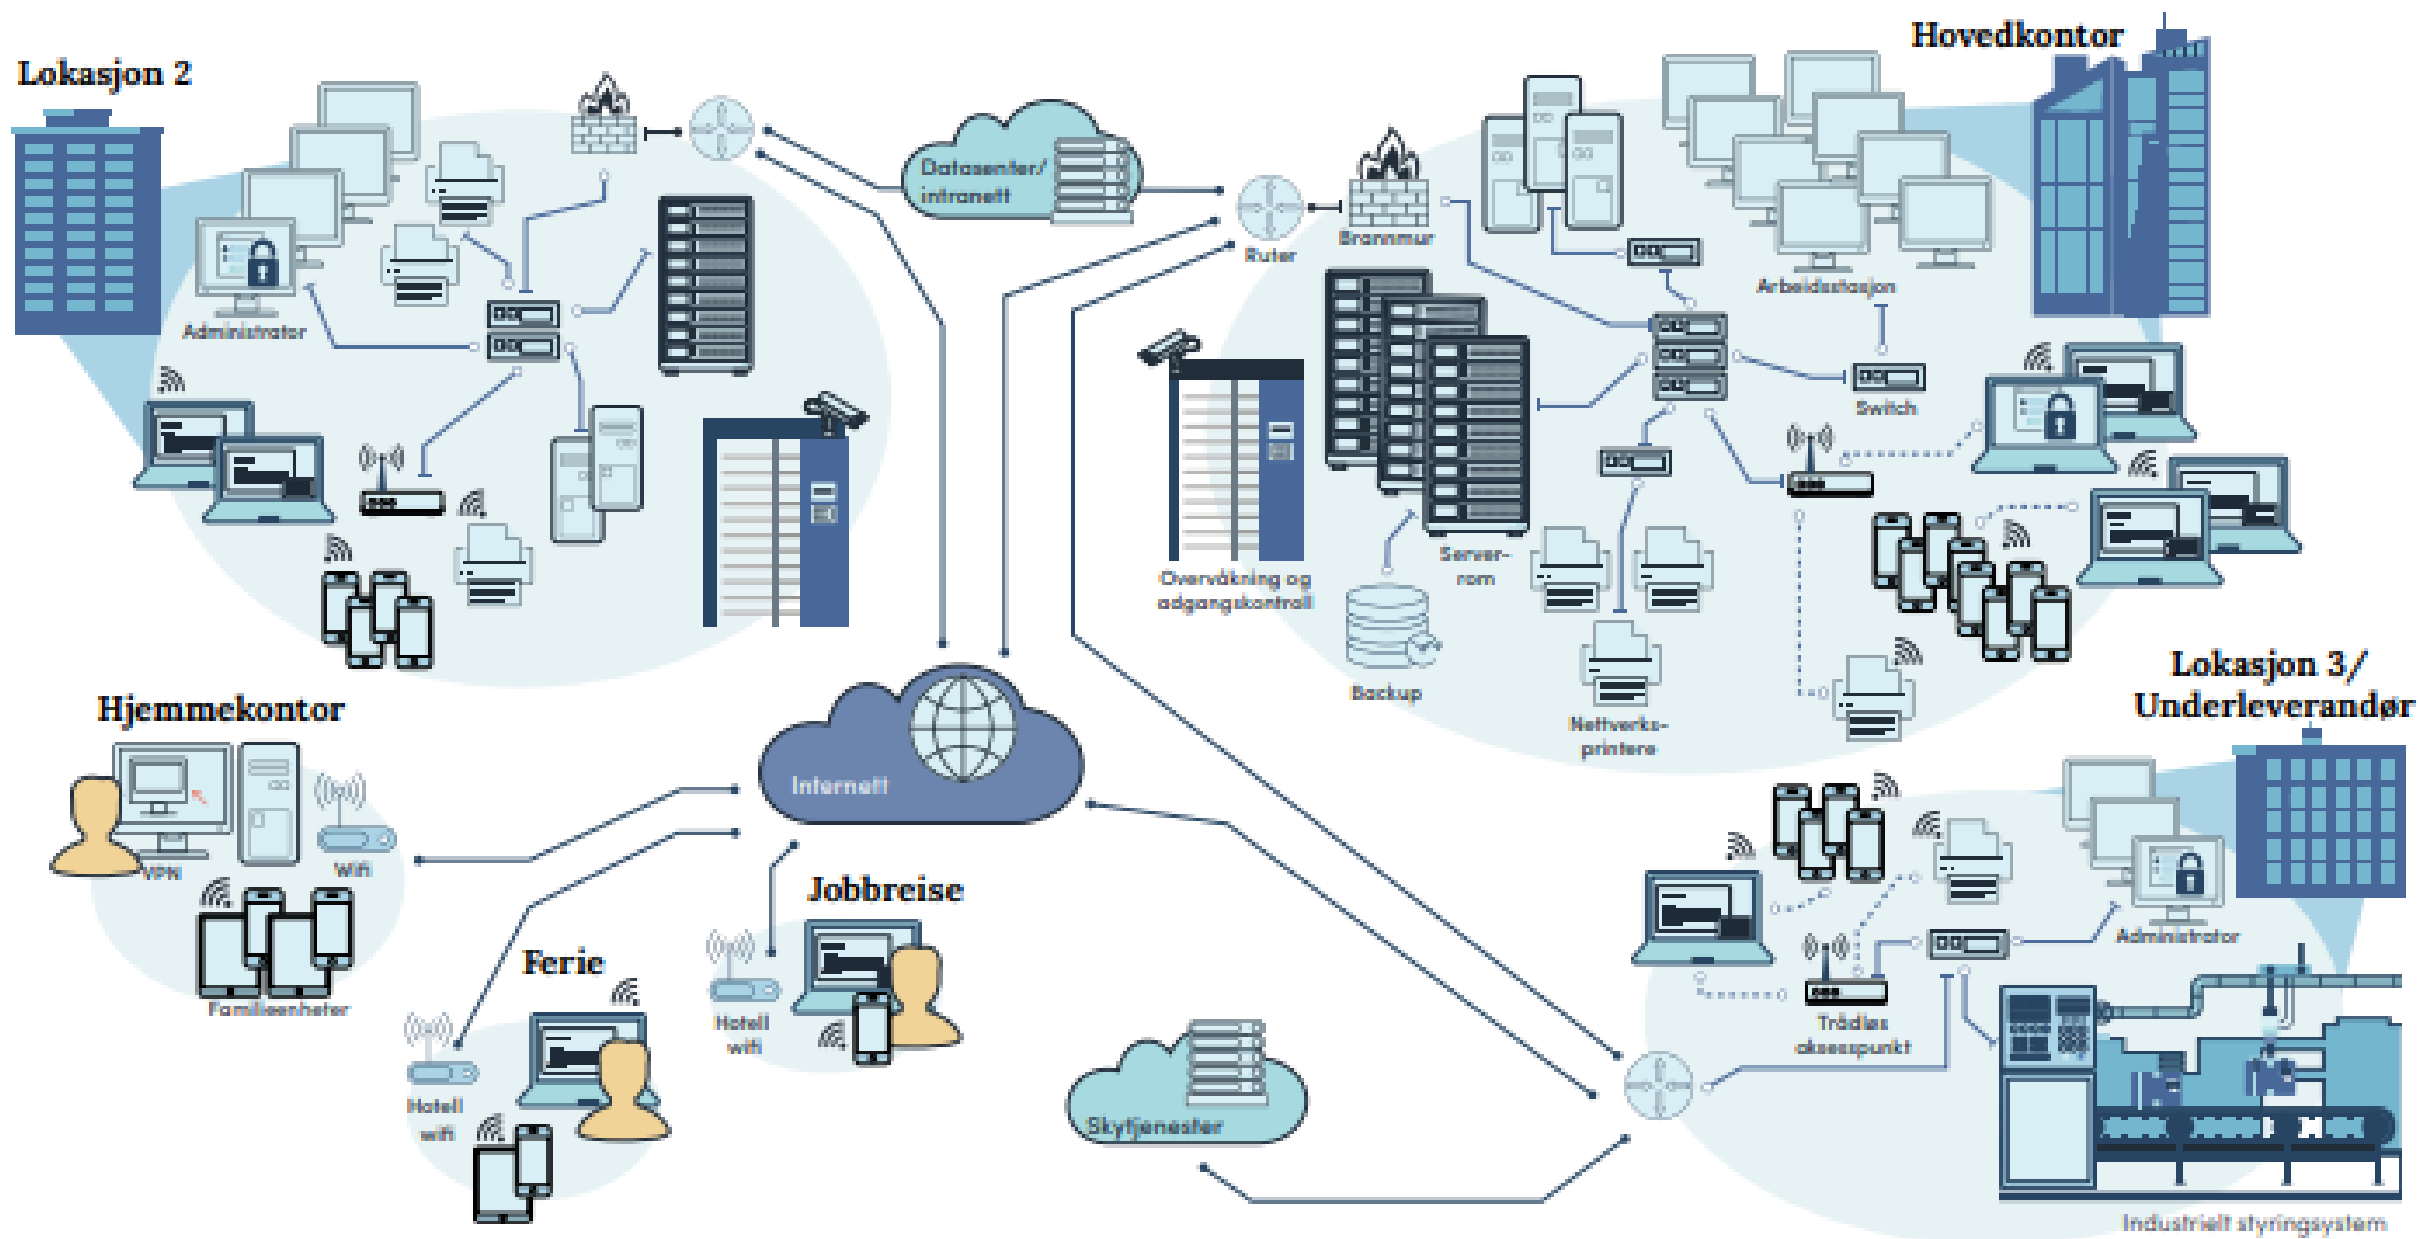 Hovedkontor
Lokasjon 2
Datasenter/
intranett
Brannmur
Ruter
Arbeidsstasjon
Administrator
Switch
Server-
rom
Overvåkning og
adgangskontroll
Backup
Nettverks-
printere
Lokasjon 3/
Underleverandør
Hjemmekontor
Internett
VPN
Wifi
Jobbreise
Familieenheter
Ferie
Hotell
wifi
Hotell
wifi
Administrator
Trådløs
aksesspunkt
Skytjenester
Industrielt styringsystem